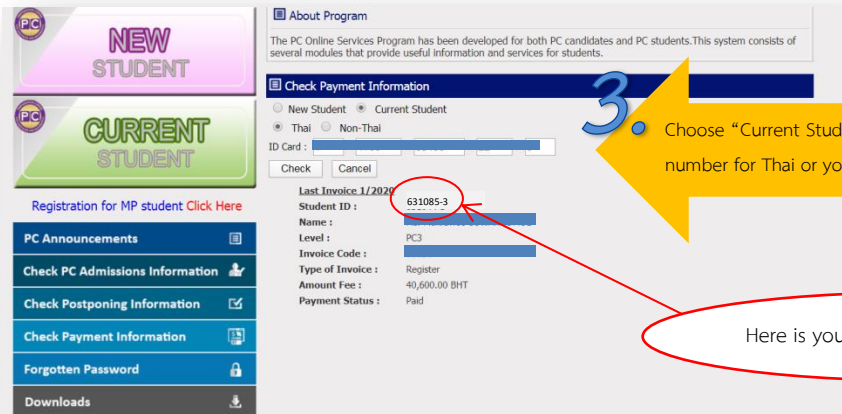 PC
NEW
STUDENT
PC
CURRENT
STUDENT
Registration for MP student Click Here
PC Announcements
Check PC Admissions Information
Check Postponing Information
Check Payment Information
Forgotten Password
Downloads
About Program
The PC Online Services Program has been developed for both PC candidates and PC students.This system consists of
several modules that provide useful information and services for students.
Check Payment Information
New Student Current Student
Thai Non-Thai
ID Card :
Check Cancel
Last Invoice 1/2020
Student ID : 631085-3
Name :
Level : PC3
Invoice Code :
Type of Invoice : Register
Amount Fee : 40,600.00 BHT
Payment Status : Paid
3.
Choose “Current Stud
number for Thai or yo
Here is you